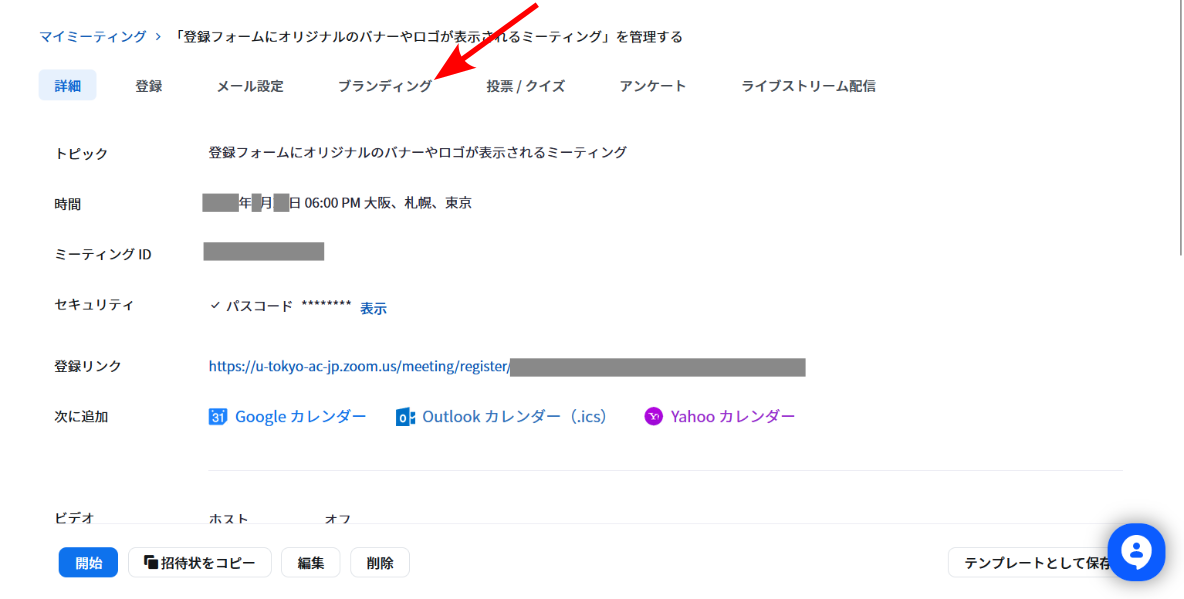 マイミーティング › 「登録フォームにオリジナルのバナーやロゴが表示されるミーティング」を管理する
詳細 登録 メール設定 ブランディング 投票 / クイズ アンケート ライブストリーム配信
トピック 登録フォームにオリジナルのバナーやロゴが表示されるミーティング
時間 年 月 日 06:00 PM 大阪、札幌、東京
ミーティング ID
セキュリティ ✓ パスコード ******** 表示
登録リンク https://u-tokyo-ac-jp.zoom.us/meeting/register/
次に追加 31 Google カレンダー Outlook カレンダー（.ics） Yahoo カレンダー
ビデオ ホスト オフ
開始 招待状をコピー 編集 削除 テンプレートとして保存